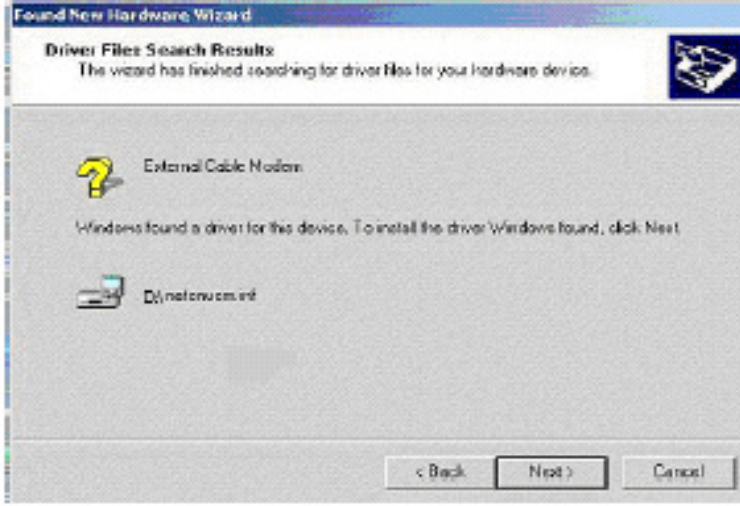 Found New Hardware Wizard
Driver Files Search Results
The wizard has finished searching for driver files for your hardware device.
External Cable Modem
Windows found a driver for this device. To install the driver Windows found, click Next.
< Back
Next >
Cancel